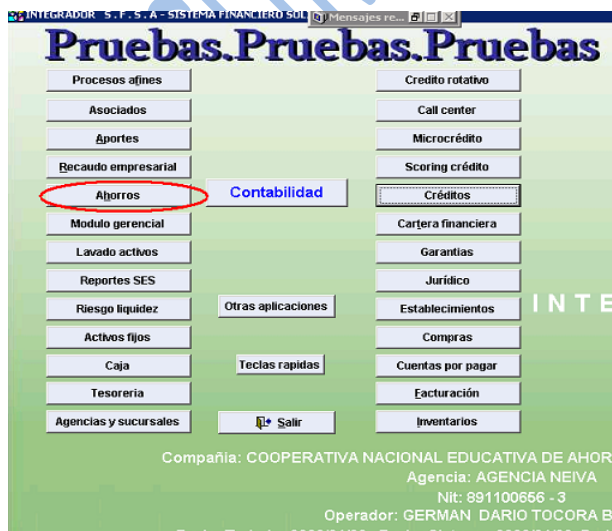 INTEGRADOR S.F.S.A - SISTEMA FINANCIERO SOL
Mensajes re...
Pruebas.Pruebas.Pruebas
Procesos afines
Credito rotativo
Asociados
Call center
Aportes
Microcrédito
Recaudo empresarial
Scoring crédito
Ahorros
Contabilidad
Créditos
Modulo gerencial
Cartera financiera
Lavado activos
Garantias
Reportes SES
Jurídico
Riesgo liquidez
Otras aplicaciones
Establecimientos
INTE
Activos fijos
Compras
Caja
Teclas rapidas
Cuentas por pagar
Tesoreria
Facturación
Agencias y sucursales
Salir
Inventarios
Compañia: COOPERATIVA NACIONAL EDUCATIVA DE AHOR
Agencia: AGENCIA NEIVA
Nit: 891100656 - 3
Operador: GERMAN DARIO TOCORA B